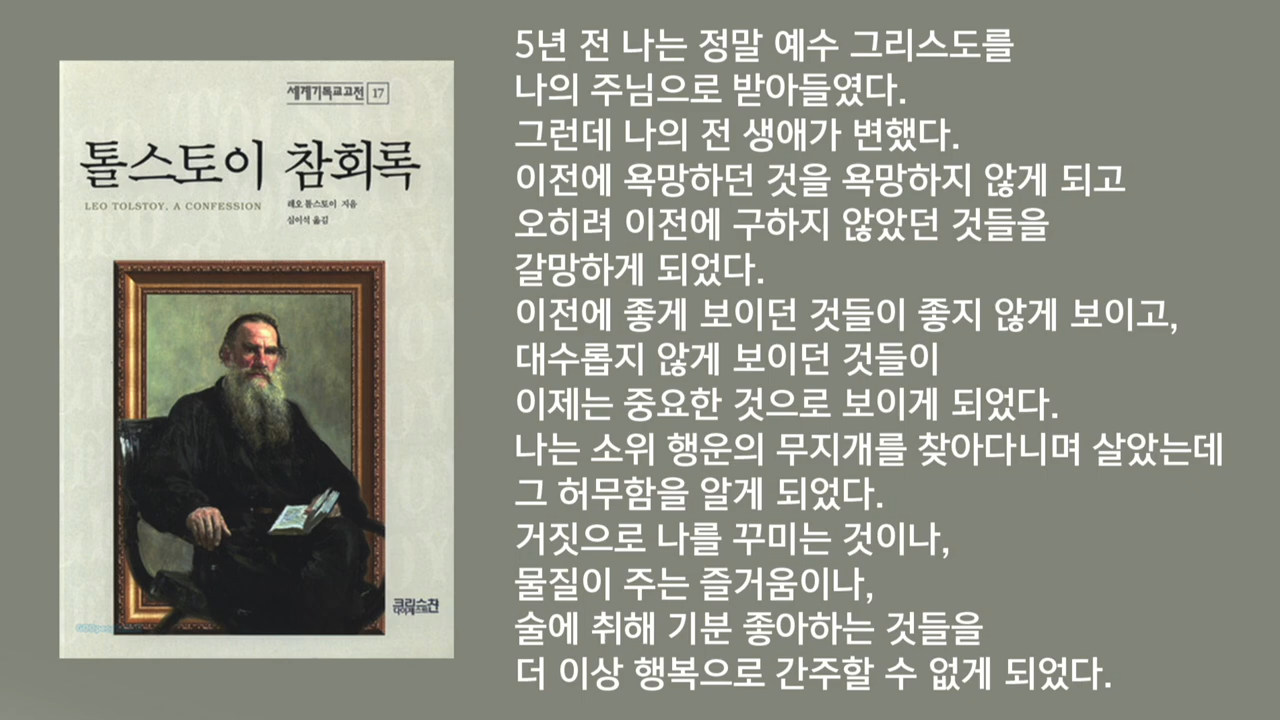 세계기독교고전 17
톨스토이 참회록
LEO TOLSTOY, A CONFESSION
레오 톨스토이 지음
심이석 옮김
크리스챤
다이제스트
5년 전 나는 정말 예수 그리스도를
나의 주님으로 받아들였다.
그런데 나의 전 생애가 변했다.
이전에 욕망하던 것을 욕망하지 않게 되고
오히려 이전에 구하지 않았던 것들을
갈망하게 되었다.
이전에 좋게 보이던 것들이 좋지 않게 보이고,
대수롭지 않게 보이던 것들이
이제는 중요한 것으로 보이게 되었다.
나는 소위 행운의 무지개를 찾아다니며 살았는데
그 허무함을 알게 되었다.
거짓으로 나를 꾸미는 것이나,
물질이 주는 즐거움이나,
술에 취해 기분 좋아하는 것들을
더 이상 행복으로 간주할 수 없게 되었다.